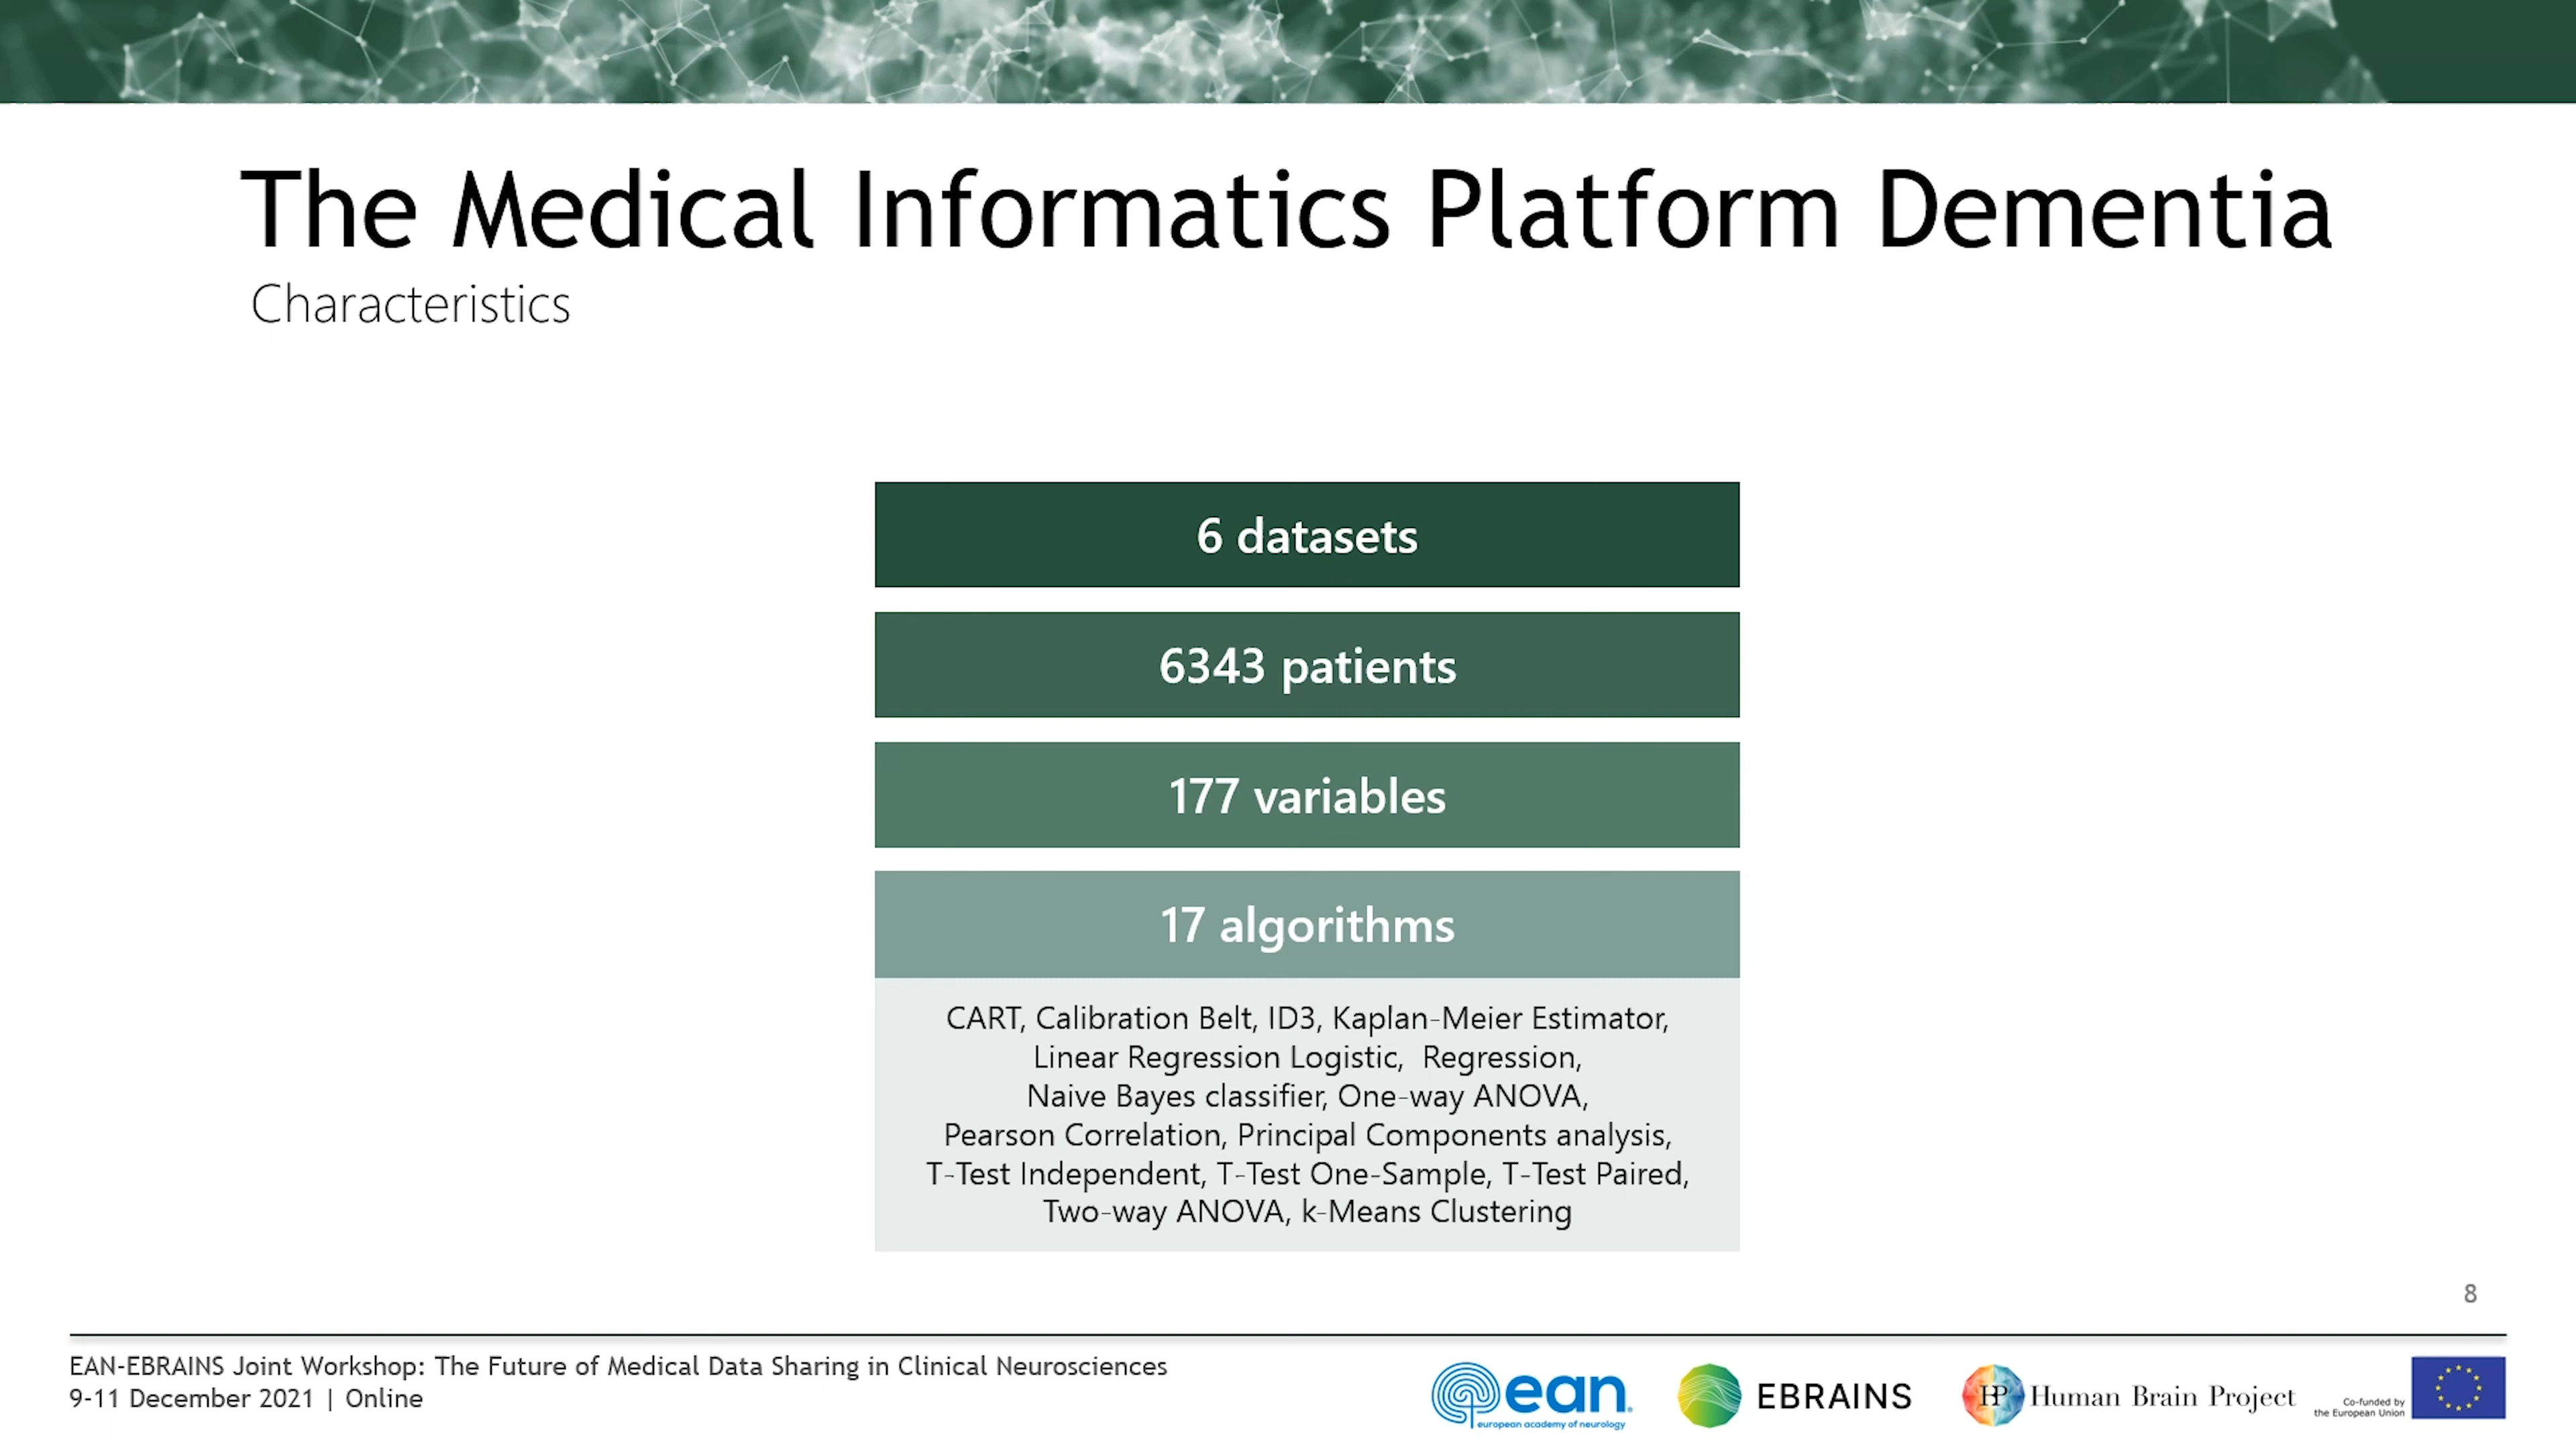 The Medical Informatics Platform Dementia
Characteristics
6 datasets
6343 patients
177 variables
17 algorithms
CART, Calibration Belt, ID3, Kaplan-Meier Estimator,
Linear Regression Logistic,  Regression,
Naive Bayes classifier, One-way ANOVA,
Pearson Correlation, Principal Components analysis,
T-Test Independent, T-Test One-Sample, T-Test Paired,
Two-way ANOVA, k-Means Clustering
8
EAN-EBRAINS Joint Workshop: The Future of Medical Data Sharing in Clinical Neurosciences
9-11 December 2021 | Online
ean
european academy of neurology
EBRAINS
HP Human Brain Project
Co-funded by
the European Union